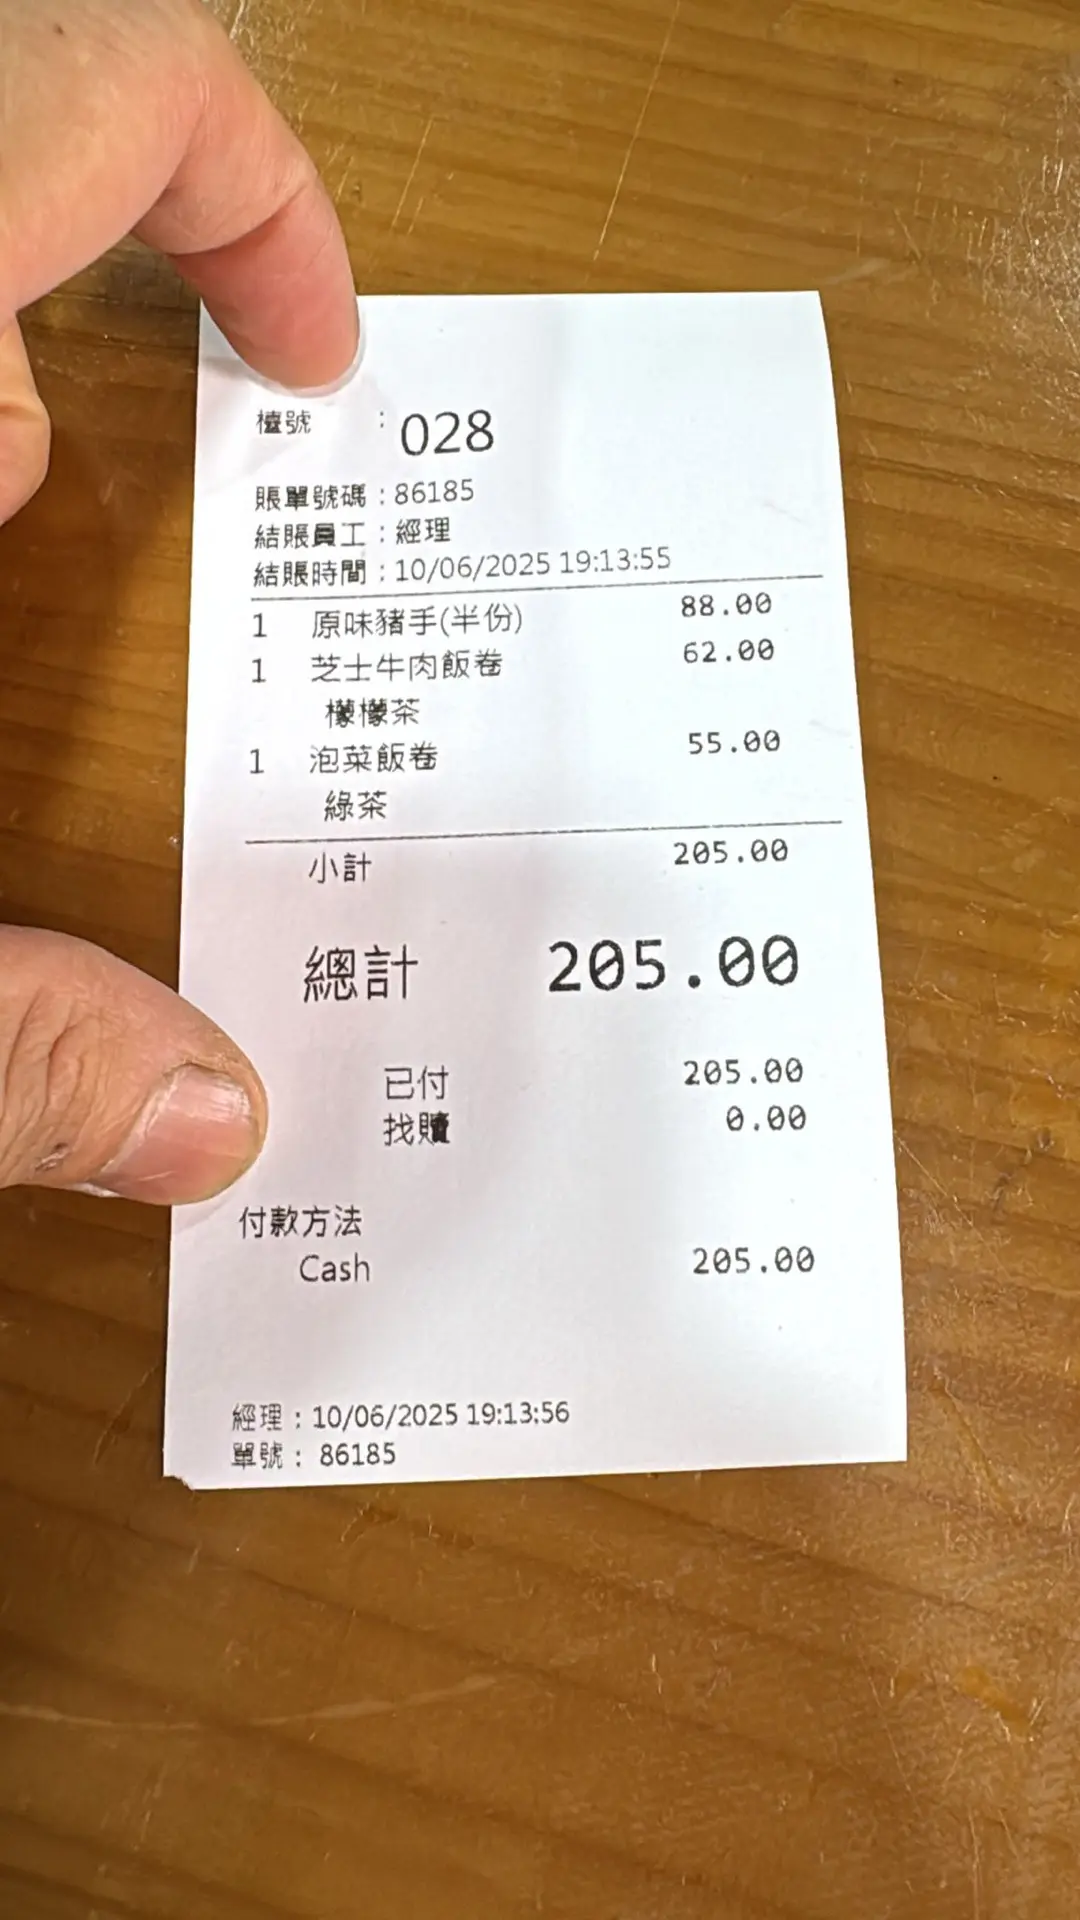 檯號 : 028
賬單號碼 : 86185
結賬員工 : 經理
結賬時間 : 10/06/2025 19:13:55
1 原味豬手(半份) 88.00
1 芝士牛肉飯卷 62.00
檬檬茶
1 泡菜飯卷 55.00
綠茶
小計 205.00
總計 205.00
已付 205.00
找贖 0.00
付款方法
Cash 205.00
經理 : 10/06/2025 19:13:56
單號 : 86185